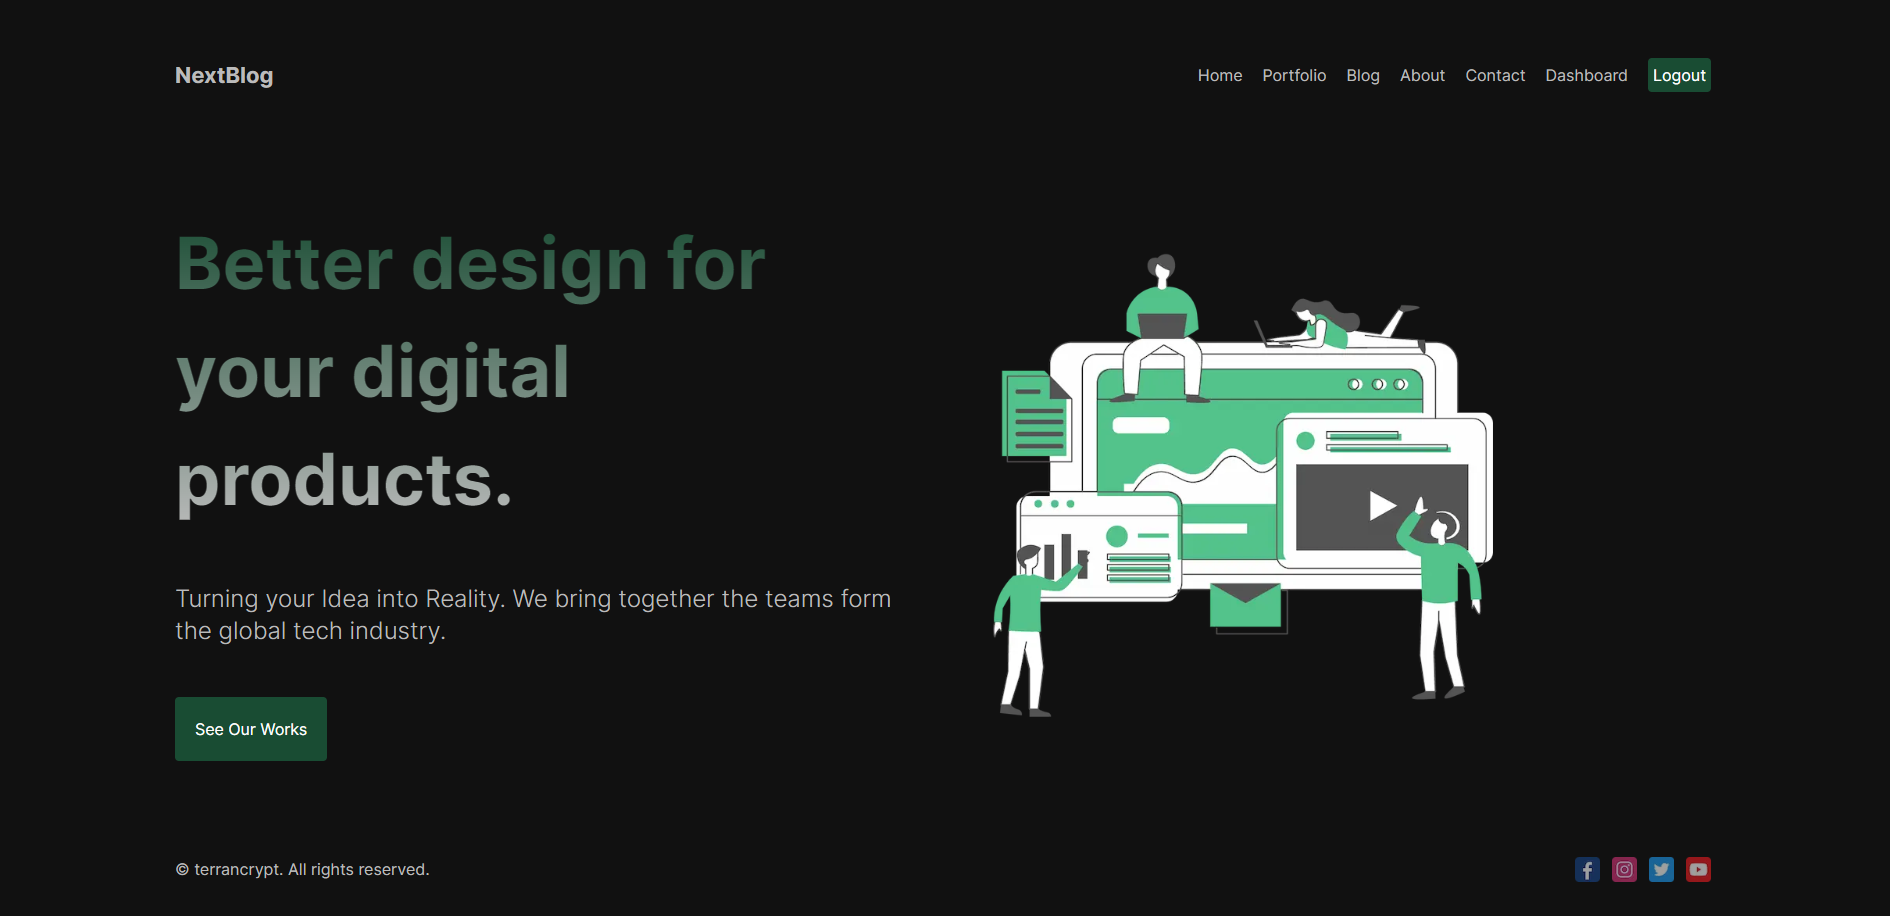 NextBlog
Home Portfolio Blog About Contact Dashboard Logout
Better design for
your digital
products.
Turning your Idea into Reality. We bring together the teams form
the global tech industry.
See Our Works
© terrancrypt. All rights reserved.